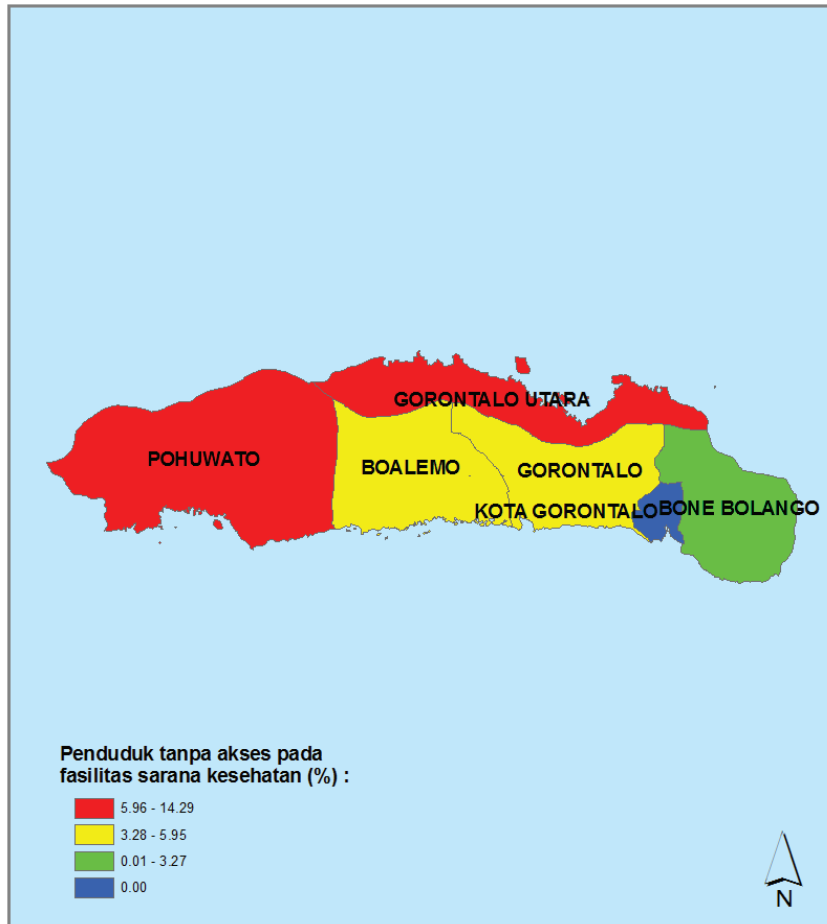 GORONTALO UTARA
POHUWATO
BOALEMO
GORONTALO
KOTA GORONTALO
BONE BOLANGO
Penduduk tanpa akses pada
fasilitas sarana kesehatan (%) :
5.96 - 14.29
3.28 - 5.95
0.01 - 3.27
0.00
N